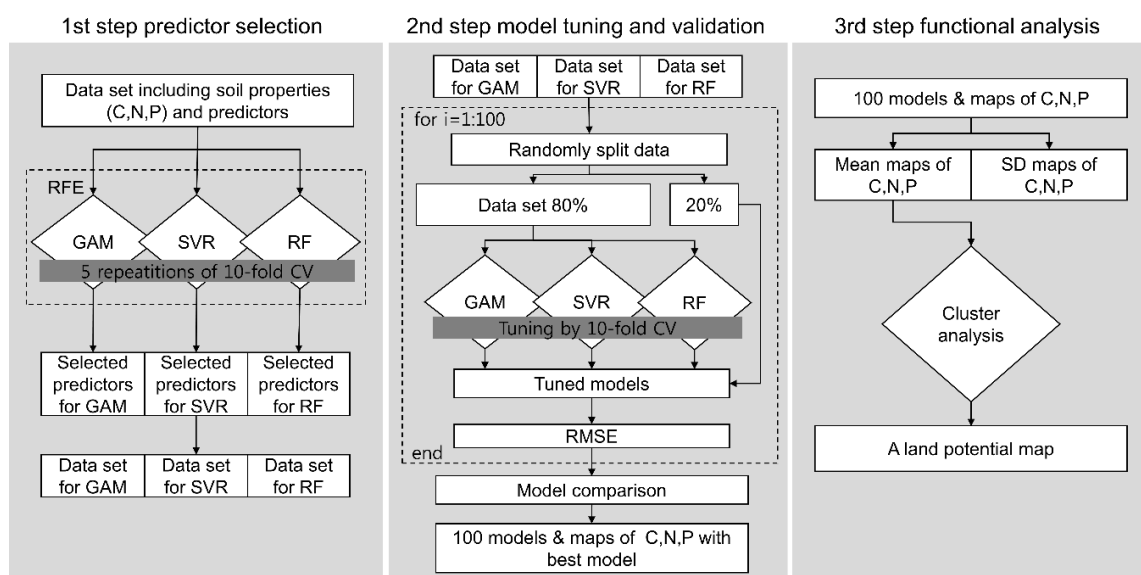 1st step predictor selection
Data set including soil properties
(C,N,P) and predictors
RFE
GAM
SVR
RF
5 repeatitions of 10-fold CV
Selected
predictors
for GAM
Selected
predictors
for SVR
Selected
predictors
for RF
Data set
for GAM
Data set
for SVR
Data set
for RF
2nd step model tuning and validation
Data set
for GAM
Data set
for SVR
Data set
for RF
for i=1:100
Randomly split data
Data set 80%
20%
GAM
SVR
RF
Tuning by 10-fold CV
Tuned models
RMSE
end
Model comparison
100 models & maps of C,N,P with
best model
3rd step functional analysis
100 models & maps of C,N,P
Mean maps of
C,N,P
SD maps of
C,N,P
Cluster
analysis
A land potential map